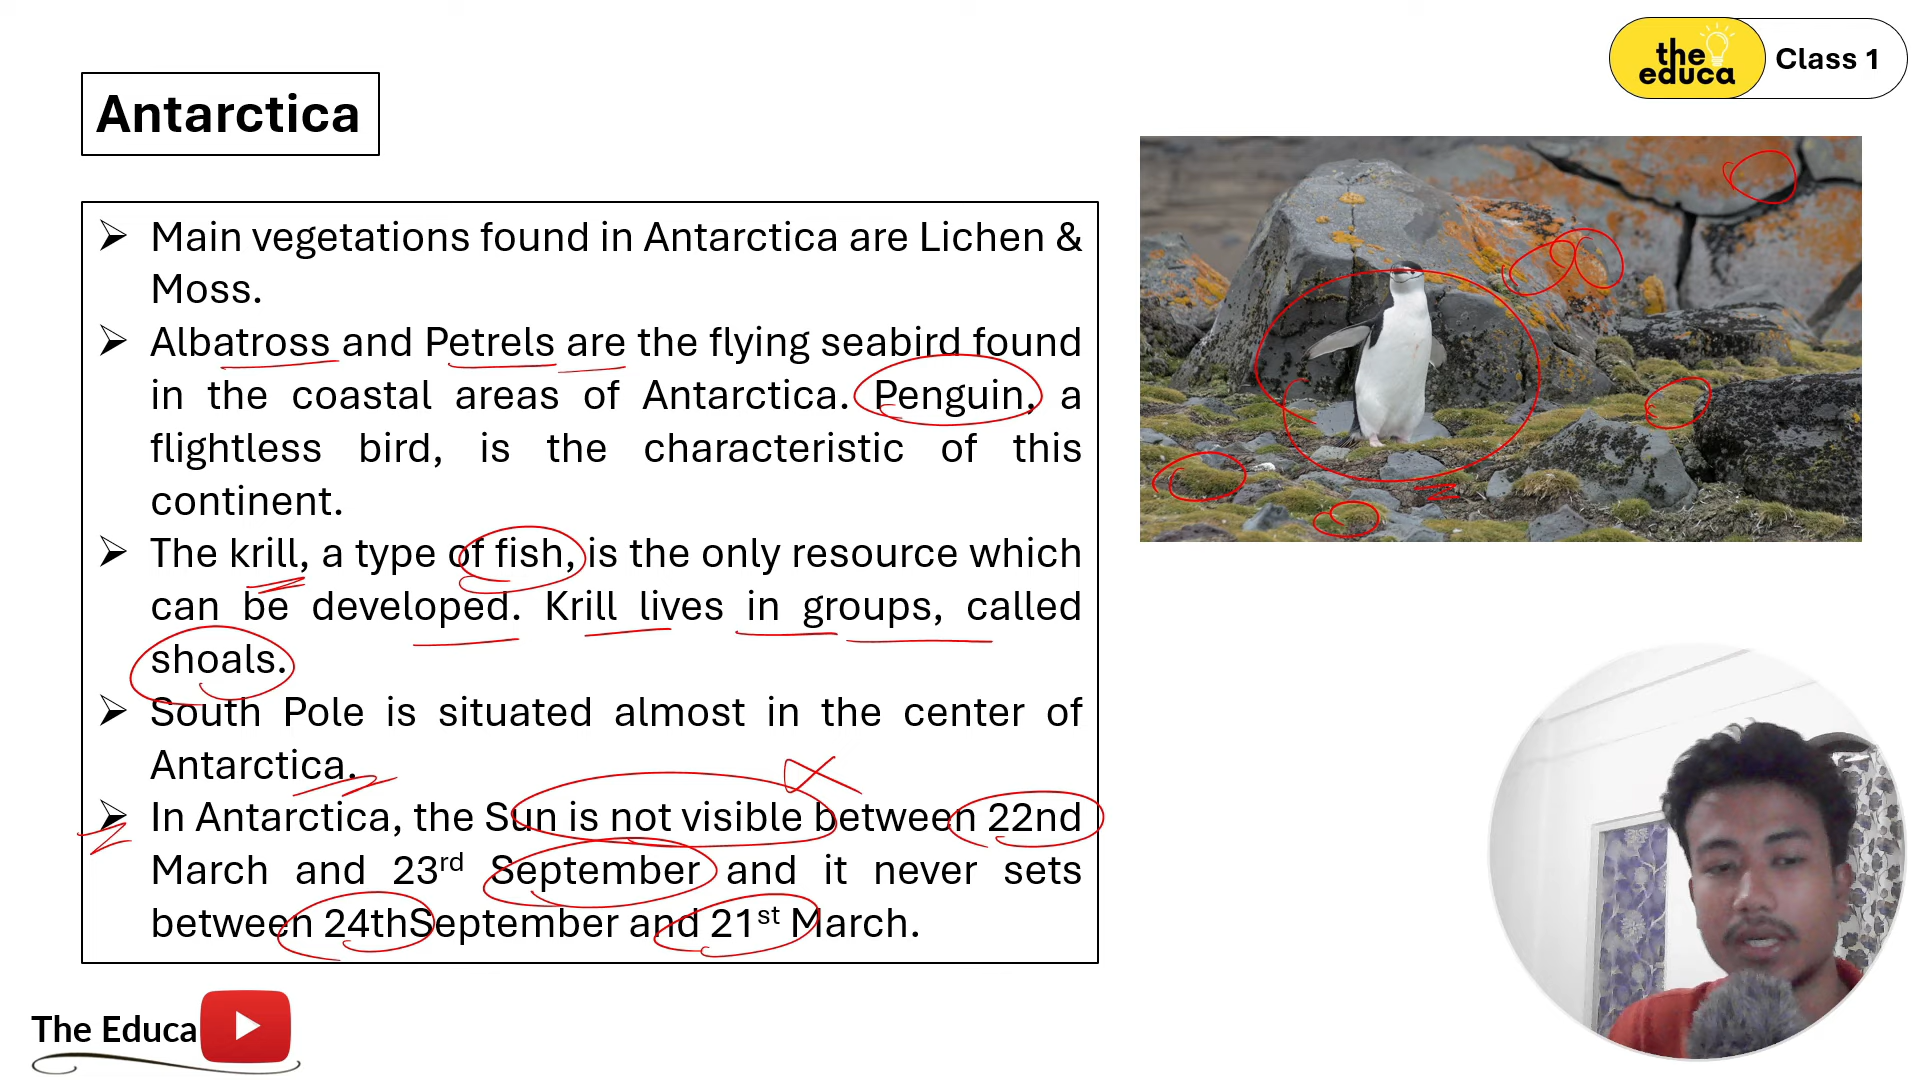 the
educa
Class 1
Antarctica
➢ Main vegetations found in Antarctica are Lichen &
Moss.
➢ Albatross and Petrels are the flying seabird found
in the coastal areas of Antarctica. Penguin, a
flightless bird, is the characteristic of this
continent.
➢ The krill, a type of fish, is the only resource which
can be developed. Krill lives in groups, called
shoals.
➢ South Pole is situated almost in the center of
Antarctica.
➢ In Antarctica, the Sun is not visible between 22nd
March and 23rd September and it never sets
between 24thSeptember and 21st March.
The Educa